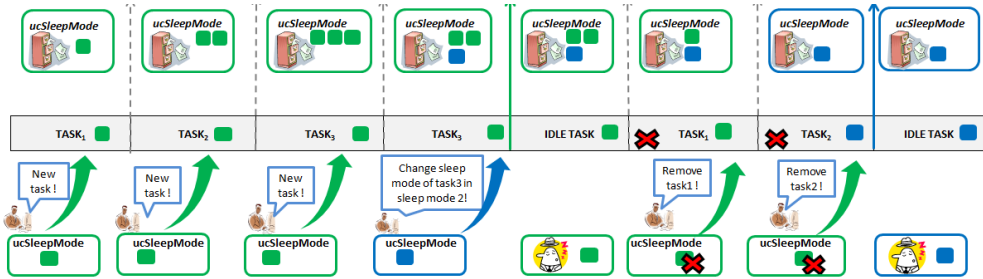 ucSleepMode
ucSleepMode
ucSleepMode
ucSleepMode
ucSleepMode
ucSleepMode
ucSleepMode
ucSleepMode
TASK1
TASK2
TASK3
TASK3
IDLE TASK
TASK1
TASK2
IDLE TASK
New
task !
New
task !
New
task !
Change sleep
mode of task3 in
sleep mode 2!
Remove
task1!
Remove
task2!
ucSleepMode
ucSleepMode
ucSleepMode
ucSleepMode
zzz
ucSleepMode
ucSleepMode
zzz